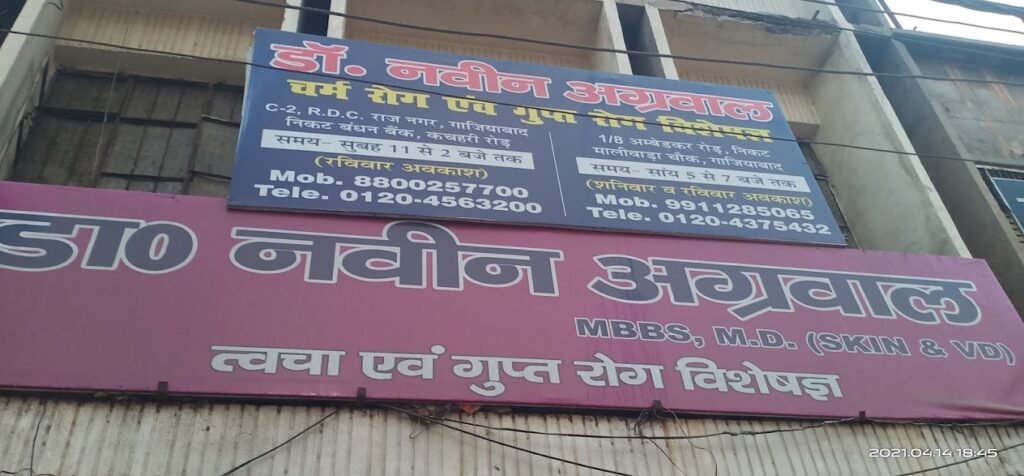 डॉ. नवीन अग्रवाल
चर्म रोग एवं गुप्त रोग विशेषज्ञ
C-2, R.D.C. राज नगर, गाजियाबाद
निकट बंधन बैंक, कचहरी रोड़
समय- सुबह 11 से 2 बजे तक
(रविवार अवकाश)
Mob. 8800257700
Tele. 0120-4563200
1/8 अम्बेडकर रोड़, निकट
मालीवाड़ा चौक, गाजियाबाद
समय- सांय 5 से 7 बजे तक
(शनिवार व रविवार अवकाश)
Mob. 9911285065
Tele. 0120-4375432
डा0 नवीन अग्रवाल
MBBS, M.D. (SKIN & VD)
त्वचा एवं गुप्त रोग विशेषज्ञ
2021.04.14 18:45